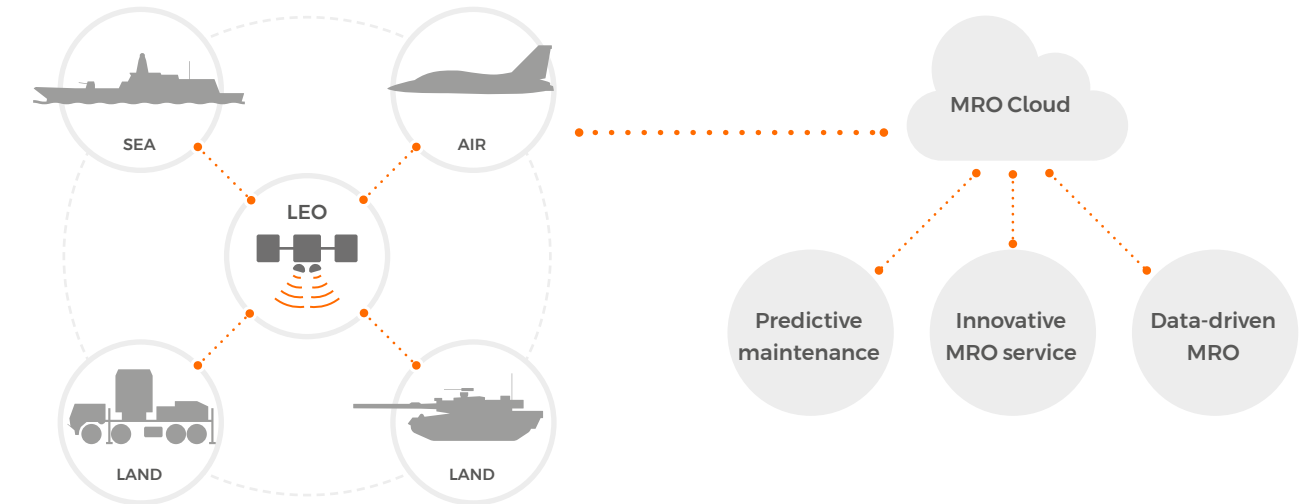 SEA
AIR
LEO
LAND
LAND
MRO Cloud
Predictive
maintenance
Innovative
MRO service
Data-driven
MRO